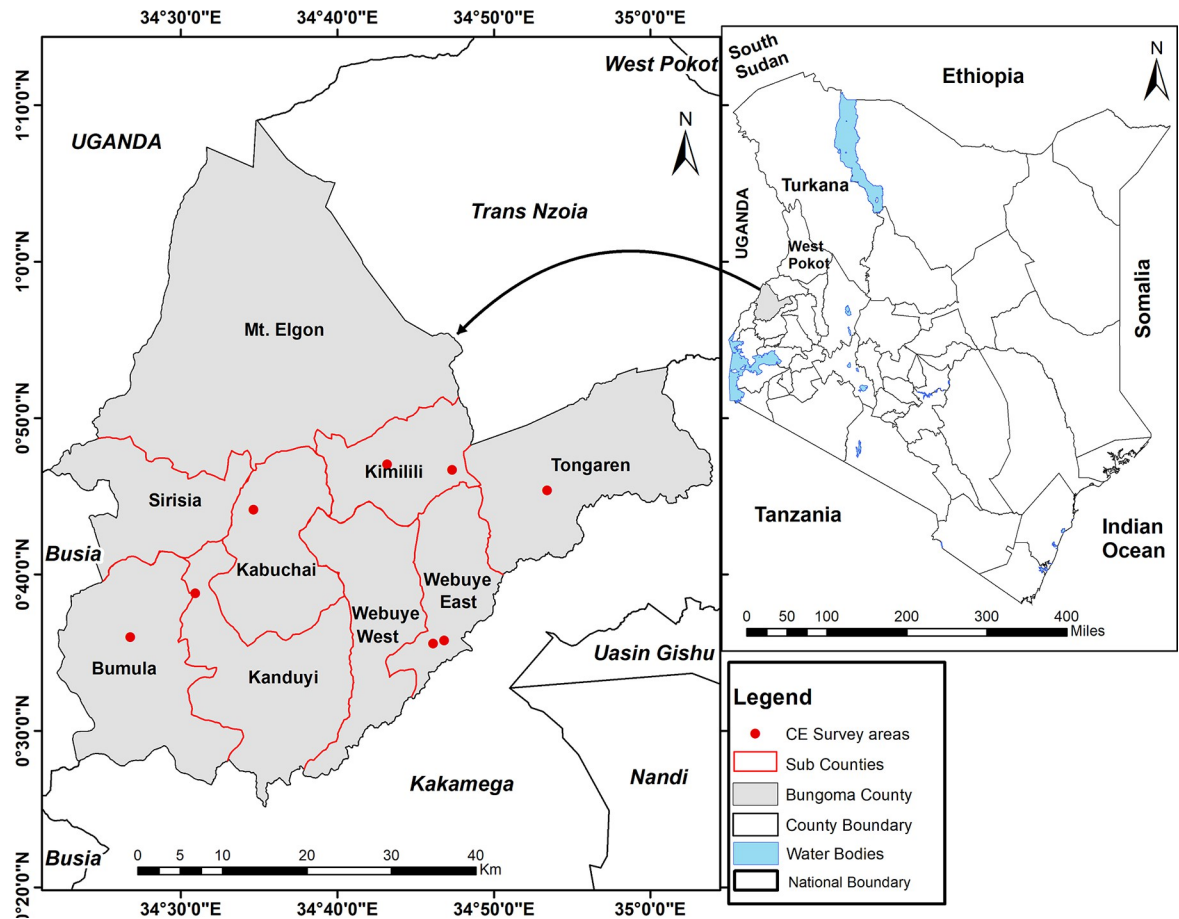 34°30'0"E
34°40'0"E
34°50'0"E
35°0'0"E
1°10'0"N
1°0'0"N
0°50'0"N
0°40'0"N
0°30'0"N
0°20'0"N
West Pokot
UGANDA
N
Trans Nzoia
Mt. Elgon
Kimilili
Tongaren
Sirisia
Busia
Kabuchai
Webuye
East
Webuye
West
Bumula
Kanduyi
Uasin Gishu
Kakamega
Nandi
Busia
0 5 10 20 30 40
Km
34°30'0"E
34°40'0"E
34°50'0"E
35°0'0"E
South
Sudan
Ethiopia
N
Turkana
UGANDA
West
Pokot
Somalia
Tanzania
Indian
Ocean
0 50 100 200 300 400
Miles
Legend
CE Survey areas
Sub Counties
Bungoma County
County Boundary
Water Bodies
National Boundary